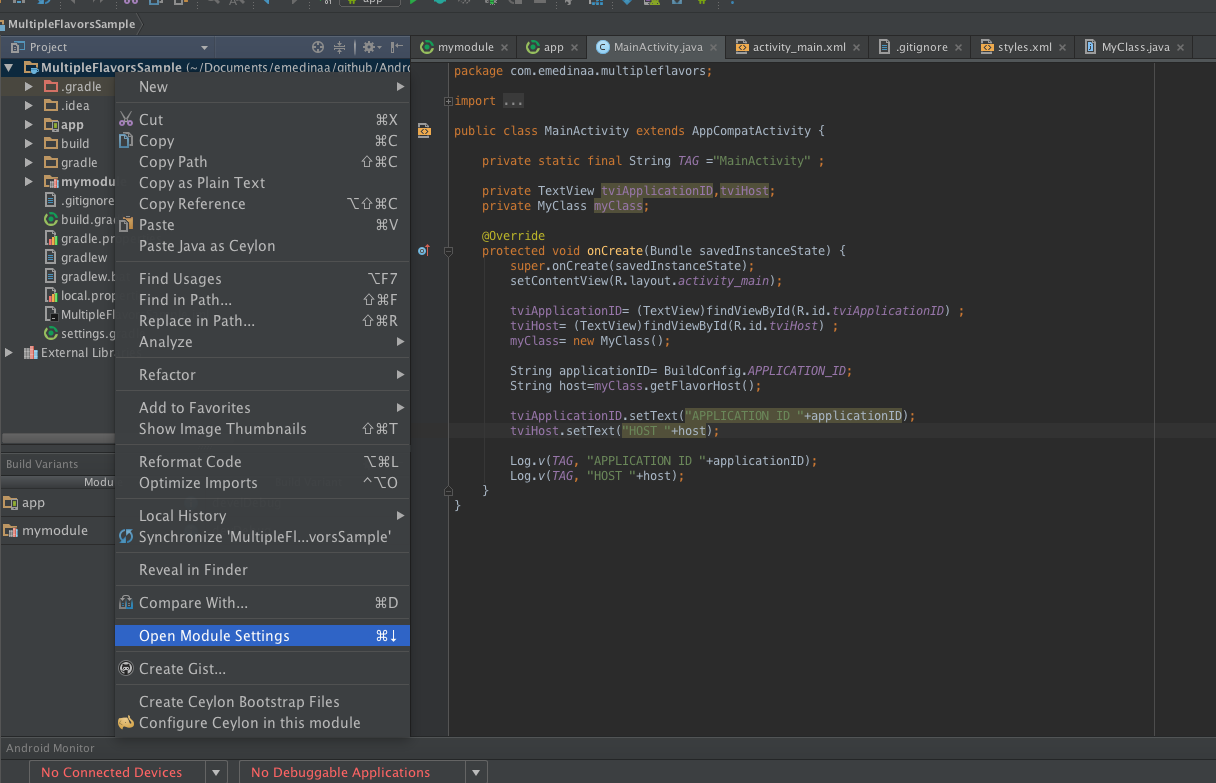 app
MultipleFlavorsSample
Project
mymodule
app
MainActivity.java
activity_main.xml
.gitignore
styles.xml
MyClass.java
MultipleFlavorsSample (~/Documents/emedinaa/github/Andro
.gradle
.idea
app
build
gradle
mymodu
.gitignore
build.gra
gradle.pr
gradlew
gradlew.b
local.prop
MultipleFl
settings.g
External Libr
Build Variants
Modu
app
mymodule
New
Cut ⌘X
Copy ⌘C
Copy Path ⇧⌘C
Copy as Plain Text
Copy Reference ⌥⇧⌘C
Paste ⌘V
Paste Java as Ceylon
Find Usages ⌥F7
Find in Path... ⇧⌘F
Replace in Path... ⇧⌘R
Analyze
Refactor
Add to Favorites
Show Image Thumbnails ⇧⌘T
Reformat Code ⌥⌘L
Optimize Imports ^⌥O
Local History
Synchronize 'MultipleFl...vorsSample'
Reveal in Finder
Compare With... ⌘D
Open Module Settings ⌘↓
Create Gist...
Create Ceylon Bootstrap Files
Configure Ceylon in this module
package com.emedinaa.multipleflavors;
import ...
public class MainActivity extends AppCompatActivity {
private static final String TAG ="MainActivity" ;
private TextView tviApplicationID,tviHost;
private MyClass myClass;
@Override
protected void onCreate(Bundle savedInstanceState) {
super.onCreate(savedInstanceState);
setContentView(R.layout.activity_main);
tviApplicationID= (TextView)findViewById(R.id.tviApplicationID) ;
tviHost= (TextView)findViewById(R.id.tviHost) ;
myClass= new MyClass();
String applicationID= BuildConfig.APPLICATION_ID;
String host=myClass.getFlavorHost();
tviApplicationID.setText("APPLICATION ID "+applicationID);
tviHost.setText("HOST "+host);
Log.v(TAG, "APPLICATION ID "+applicationID);
Log.v(TAG, "HOST "+host);
}
}
Android Monitor
No Connected Devices
No Debuggable Applications